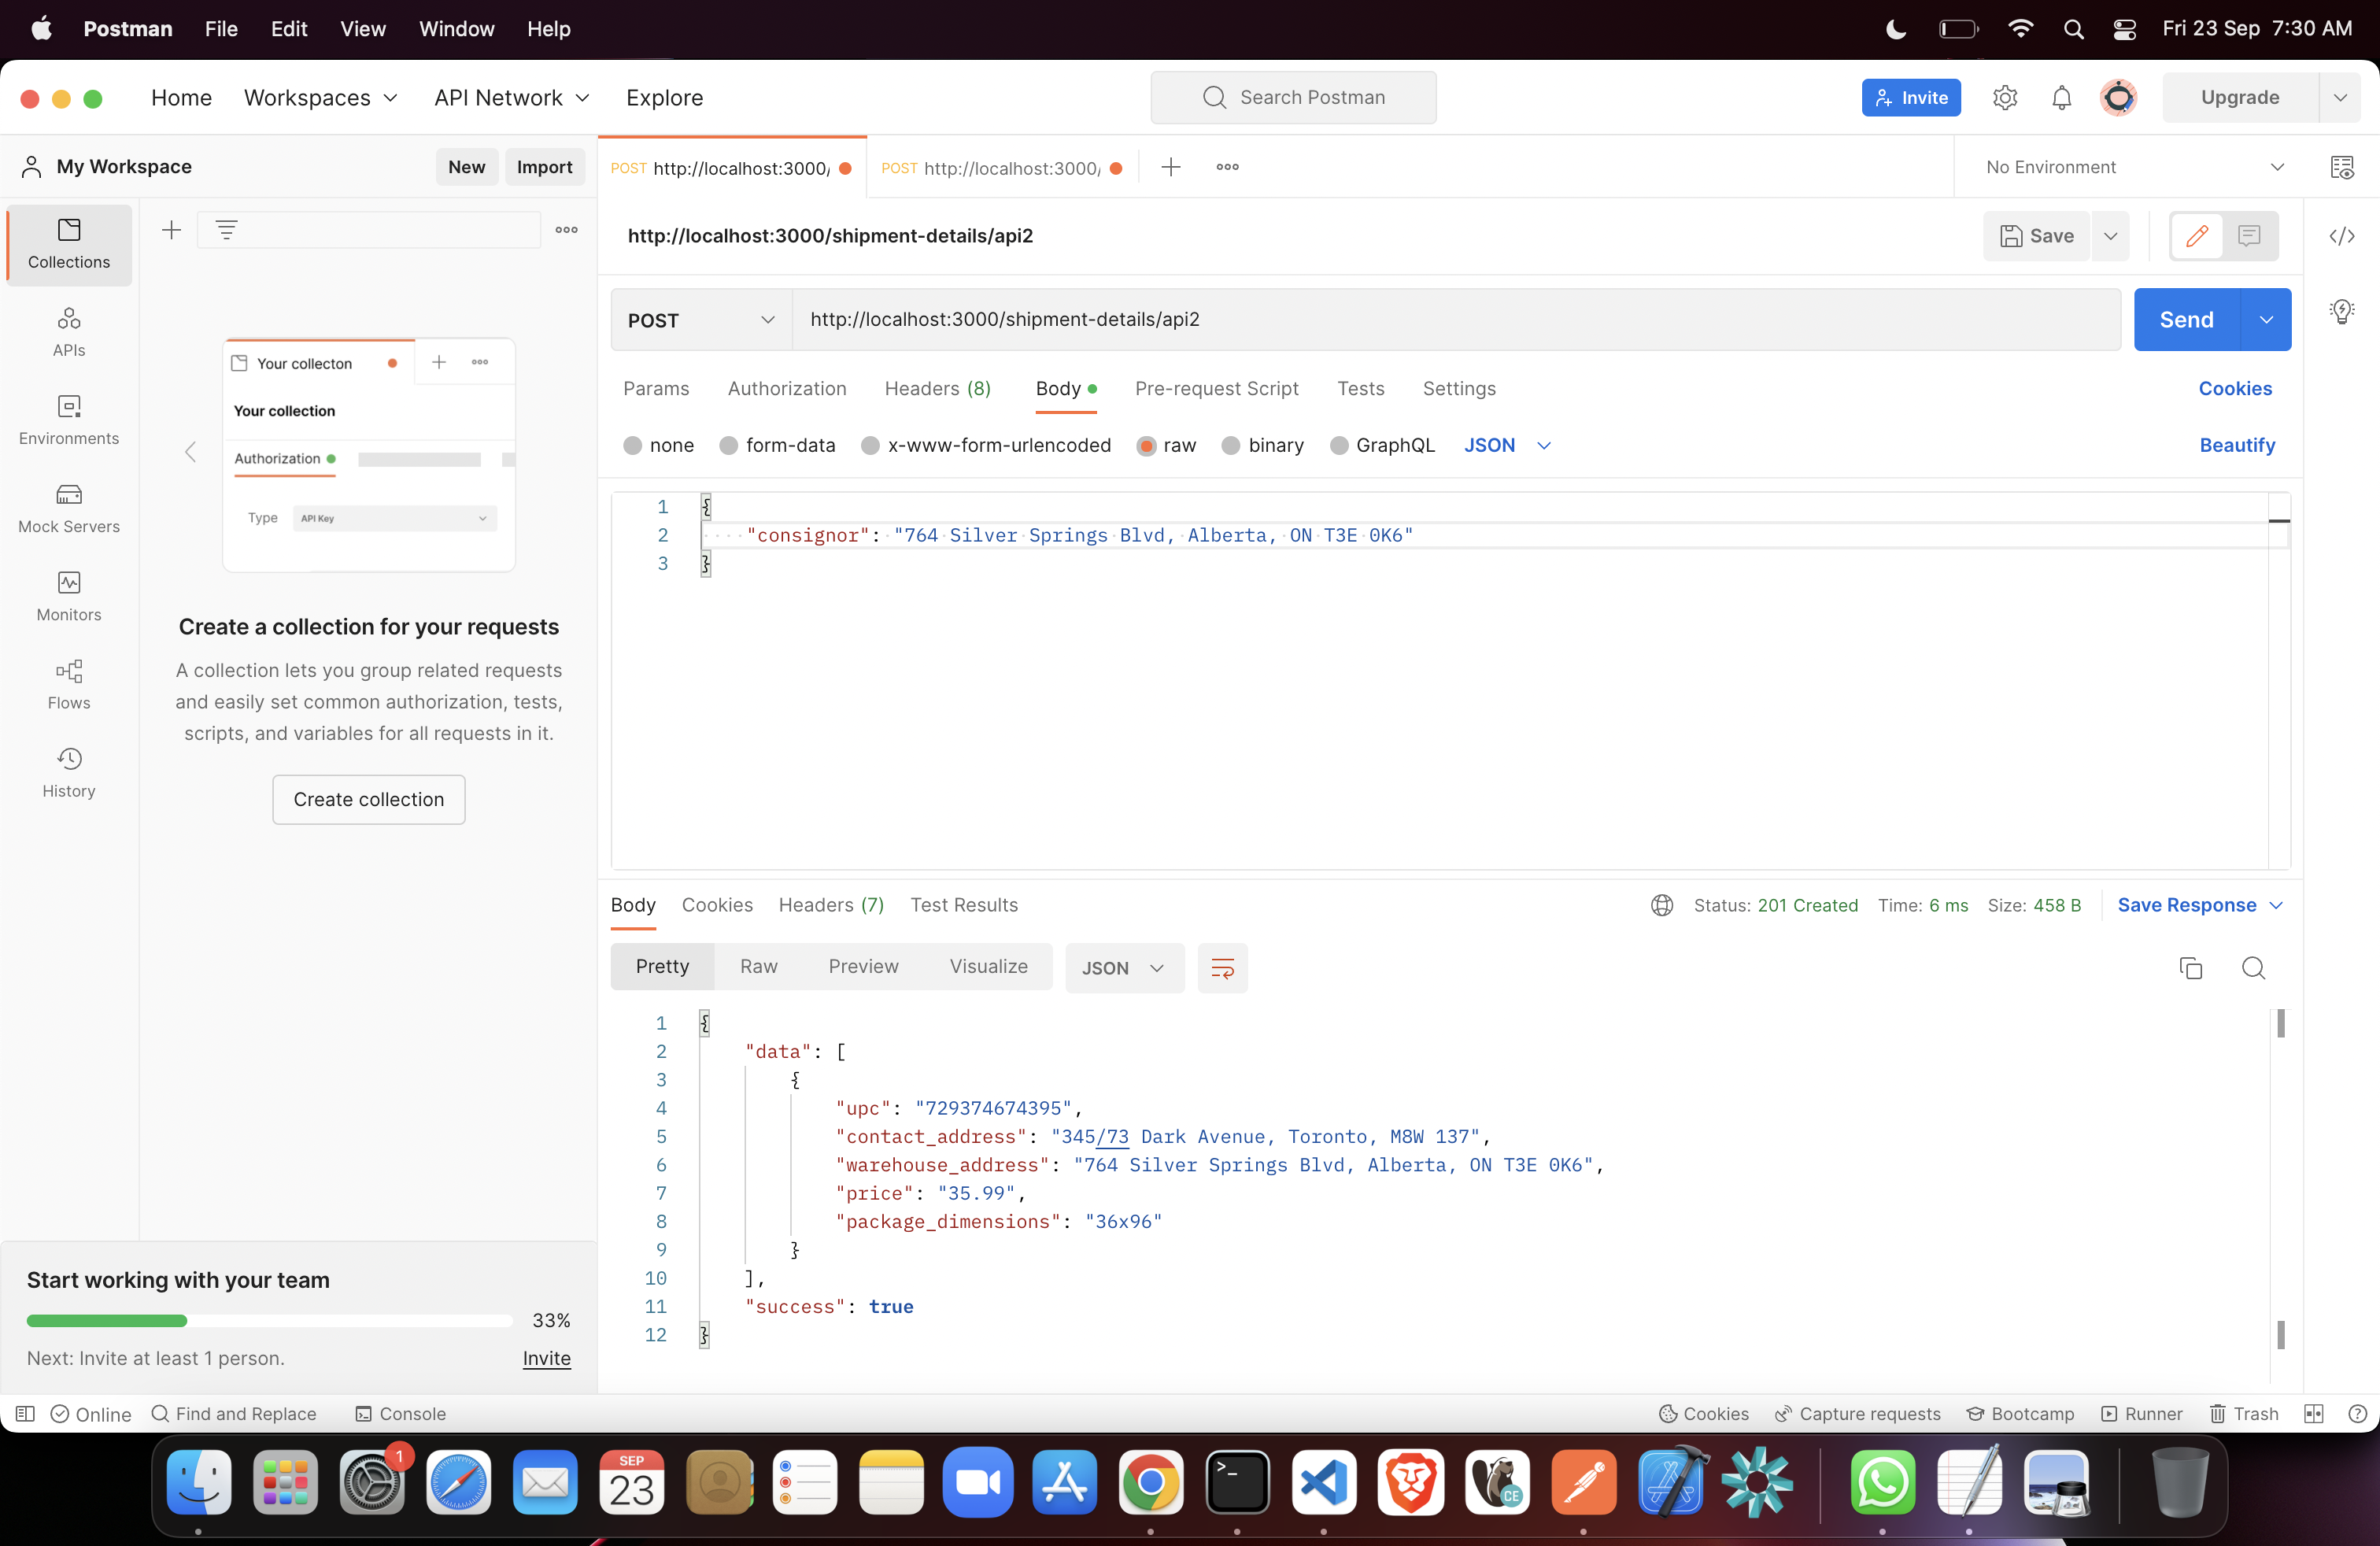 Postman File Edit View Window Help Fri 23 Sep 7:30 AM
Home Workspaces API Network Explore Search Postman Invite Upgrade
My Workspace New Import POST http://localhost:3000/ POST http://localhost:3000/ No Environment
Collections
http://localhost:3000/shipment-details/api2 Save
APIs
Environments
Mock Servers
Monitors
Flows
History
Your collecton
Your collection
Authorization
Type API Key
Create a collection for your requests
A collection lets you group related requests
and easily set common authorization, tests,
scripts, and variables for all requests in it.
Create collection
Start working with your team
33%
Next: Invite at least 1 person. Invite
POST http://localhost:3000/shipment-details/api2 Send
Params Authorization Headers (8) Body Pre-request Script Tests Settings Cookies
none form-data x-www-form-urlencoded raw binary GraphQL JSON Beautify
1 {
2 "consignor": "764 Silver Springs Blvd, Alberta, ON T3E 0K6"
3 }
Body Cookies Headers (7) Test Results Status: 201 Created Time: 6 ms Size: 458 B Save Response
Pretty Raw Preview Visualize JSON
1 {
2 "data": [
3 {
4 "upc": "729374674395",
5 "contact_address": "345/73 Dark Avenue, Toronto, M8W 137",
6 "warehouse_address": "764 Silver Springs Blvd, Alberta, ON T3E 0K6",
7 "price": "35.99",
8 "package_dimensions": "36x96"
9 }
10 ],
11 "success": true
12 }
Online Find and Replace Console Cookies Capture requests Bootcamp Runner Trash
1
SEP
23
>_
CE